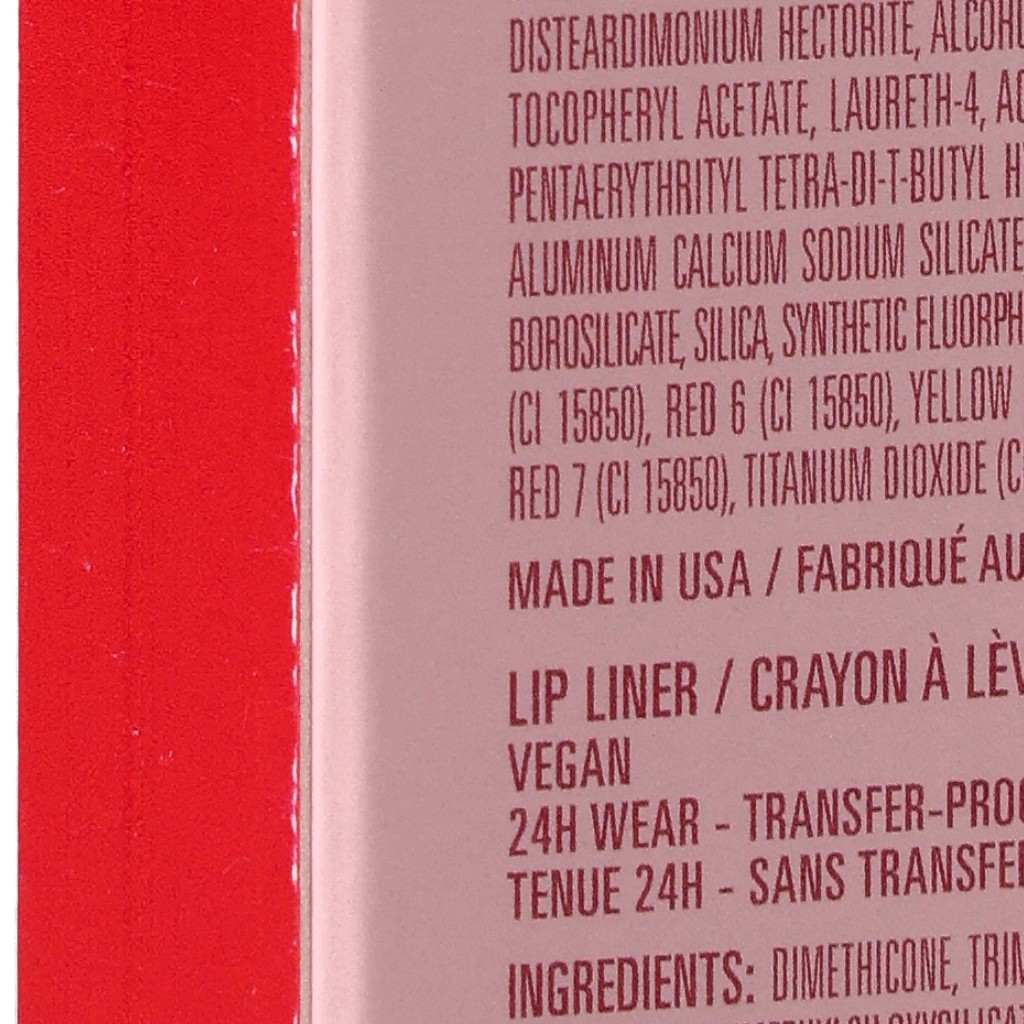 DISTEARDIMONIUM HECTORITE,
TOCOPHERYL ACETATE, LAURETH-4,
PENTAERYTHRITYL TETRA-DI-T-BUTYL
ALUMINUM CALCIUM SODIUM SILICATE
BOROSILICATE, SILICA, SYNTHETIC FLUORPH
(CI 15850), RED 6 (CI 15850), YELLOW
RED 7 (CI 15850), TITANIUM DIOXIDE (C
MADE IN USA / FABRIQUÉ AU
LIP LINER / CRAYON À LÈV
VEGAN
24H WEAR - TRANSFER-PROO
TENUE 24H - SANS TRANSFE
INGREDIENTS: DIMETHICONE, TRIM